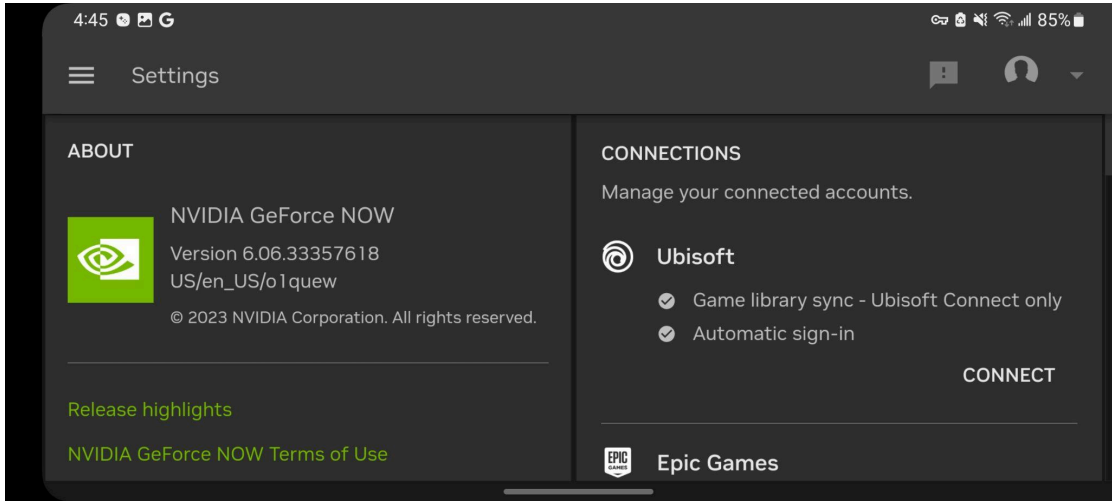 4:45 G
85%
Settings
ABOUT
NVIDIA GeForce NOW
Version 6.06.33357618
US/en_US/o1quew
© 2023 NVIDIA Corporation. All rights reserved.
Release highlights
NVIDIA GeForce NOW Terms of Use
CONNECTIONS
Manage your connected accounts.
Ubisoft
Game library sync - Ubisoft Connect only
Automatic sign-in
CONNECT
EPIC
GAMES
Epic Games